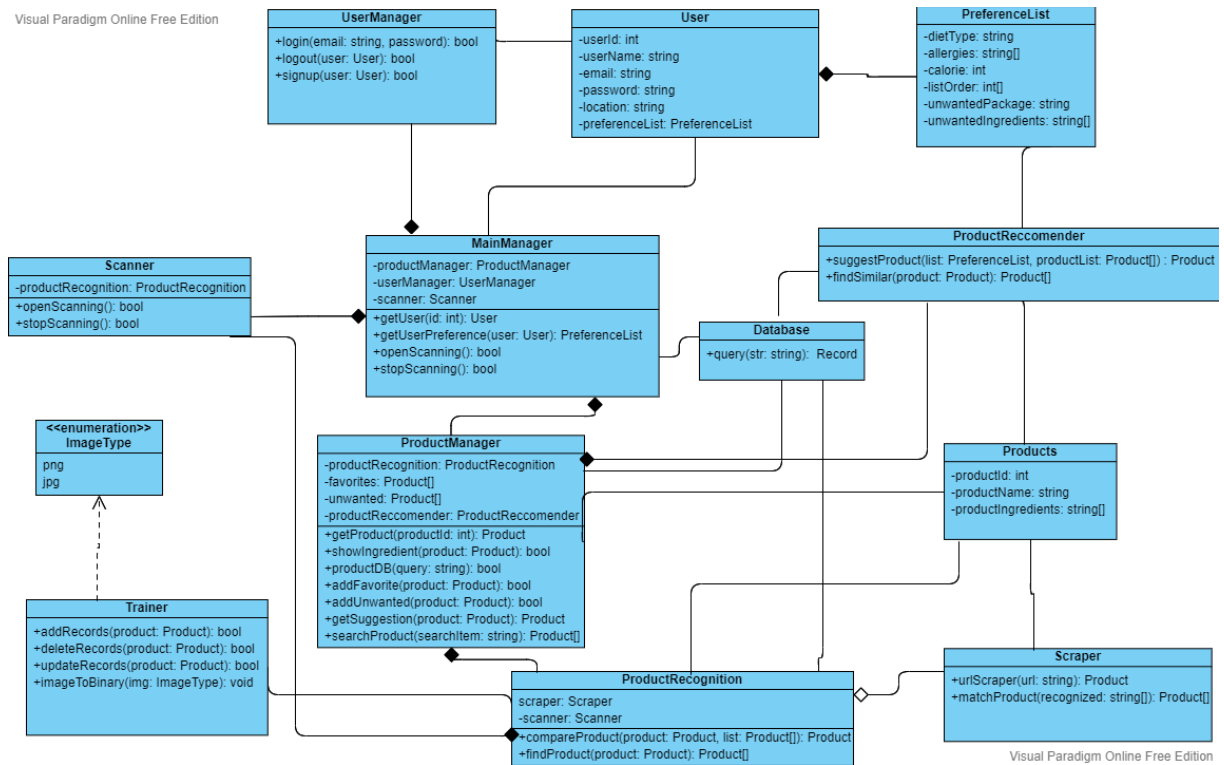 Visual Paradigm Online Free Edition
UserManager
+login(email: string, password): bool
+logout(user: User): bool
+signup(user: User): bool
User
-userId: int
-userName: string
-email: string
-password: string
-location: string
-preferenceList: PreferenceList
PreferenceList
-dietType: string
-allergies: string[]
-calorie: int
-listOrder: int[]
-unwantedPackage: string
-unwantedIngredients: string[]
Scanner
-productRecognition: ProductRecognition
+openScanning(): bool
+stopScanning(): bool
MainManager
-productManager: ProductManager
-userManager: UserManager
-scanner: Scanner
+getUser(id: int): User
+getUserPreference(user: User): PreferenceList
+openScanning(): bool
+stopScanning(): bool
ProductReccomender
+suggestProduct(list: PreferenceList, productList: Product[]) : Product
+findSimilar(product: Product): Product[]
Database
+query(str: string): Record
<<enumeration>>
ImageType
png
jpg
ProductManager
-productRecognition: ProductRecognition
-favorites: Product[]
-unwanted: Product[]
-productReccomender: ProductReccomender
+getProduct(productId: int): Product
+showIngredient(product: Product): bool
+productDB(query: string): bool
+addFavorite(product: Product): bool
+addUnwanted(product: Product): bool
+getSuggestion(product: Product): Product
+searchProduct(searchItem: string): Product[]
Products
-productId: int
-productName: string
-productIngredients: string[]
Trainer
+addRecords(product: Product): bool
+deleteRecords(product: Product): bool
+updateRecords(product: Product): bool
+imageToBinary(img: ImageType): void
ProductRecognition
scraper: Scraper
-scanner: Scanner
+compareProduct(product: Product, list: Product[]): Product
+findProduct(product: Product): Product[]
Scraper
+urlScraper(url: string): Product
+matchProduct(recognized: string[]): Product[]
Visual Paradigm Online Free Edition